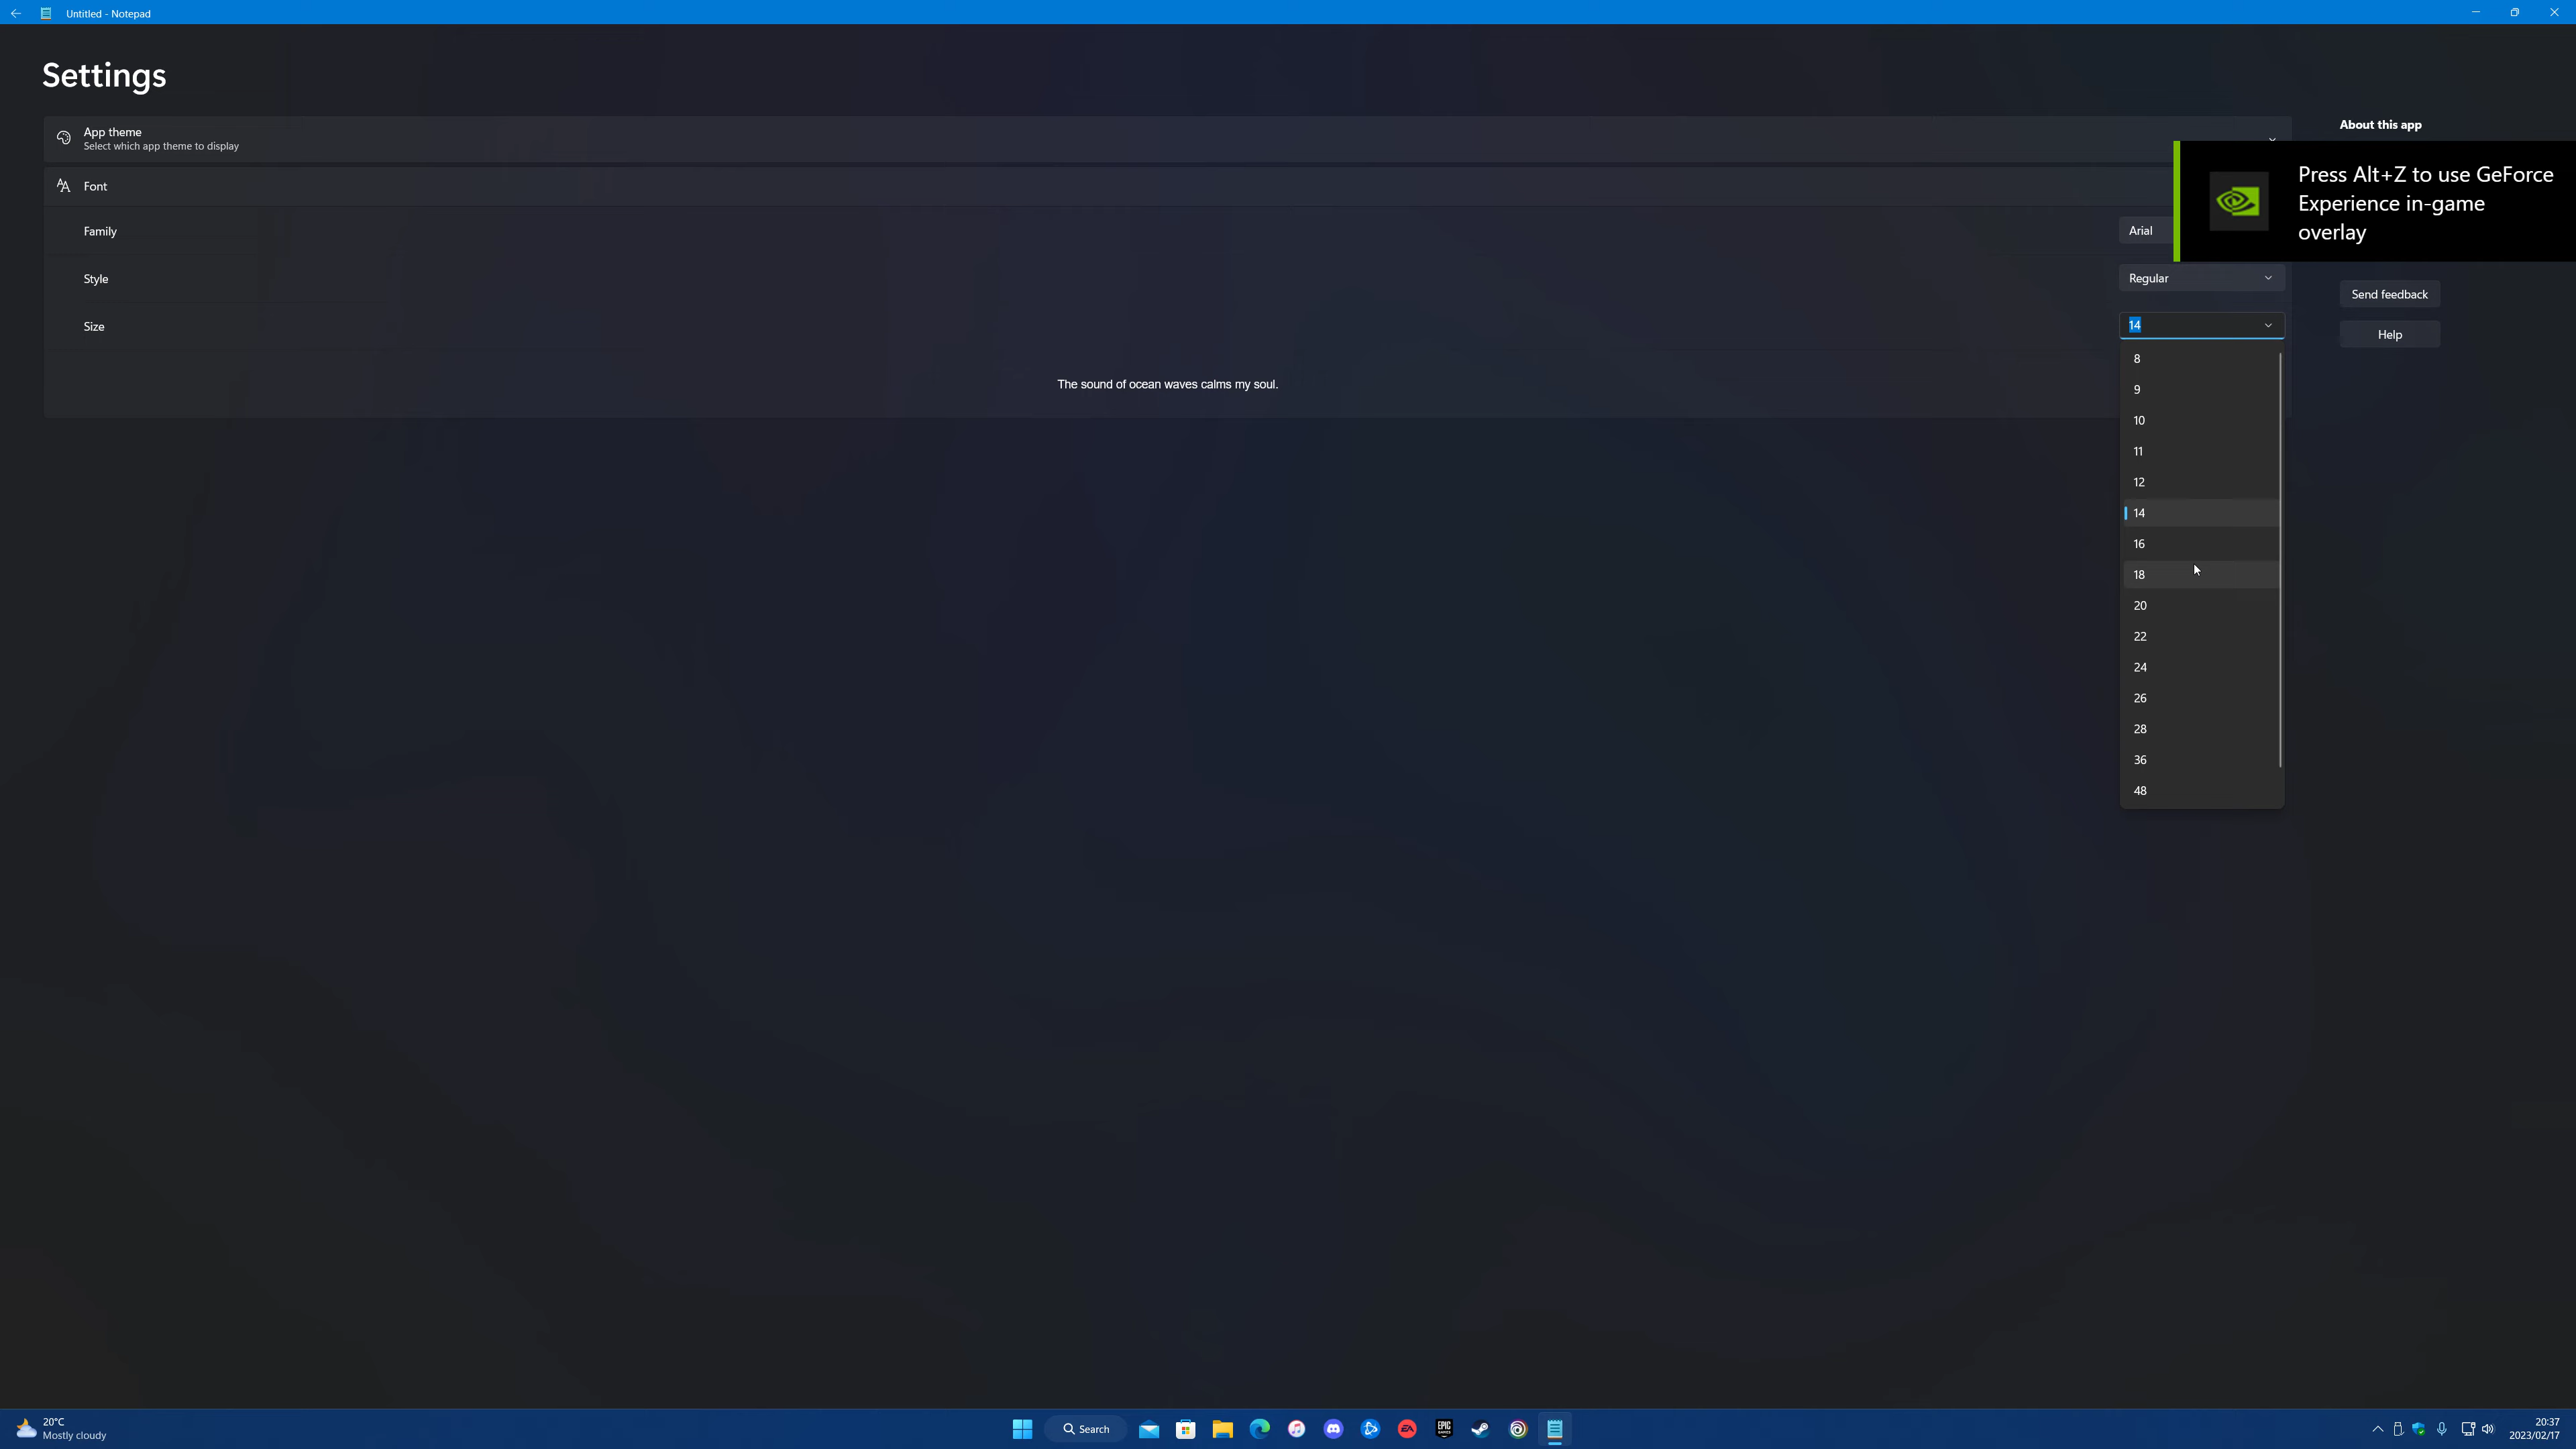 Untitled - Notepad
Settings
App theme
Select which app theme to display
About this app
Press Alt+Z to use GeForce
Experience in-game
overlay
Font
Family
Arial
Style
Regular
Send feedback
Size
14
Help
8
The sound of ocean waves calms my soul.
9
10
11
12
14
16
18
20
22
24
26
28
36
48
20°C
Mostly cloudy
Search
EA
EPIC
GAMES
20:37
2023/02/17